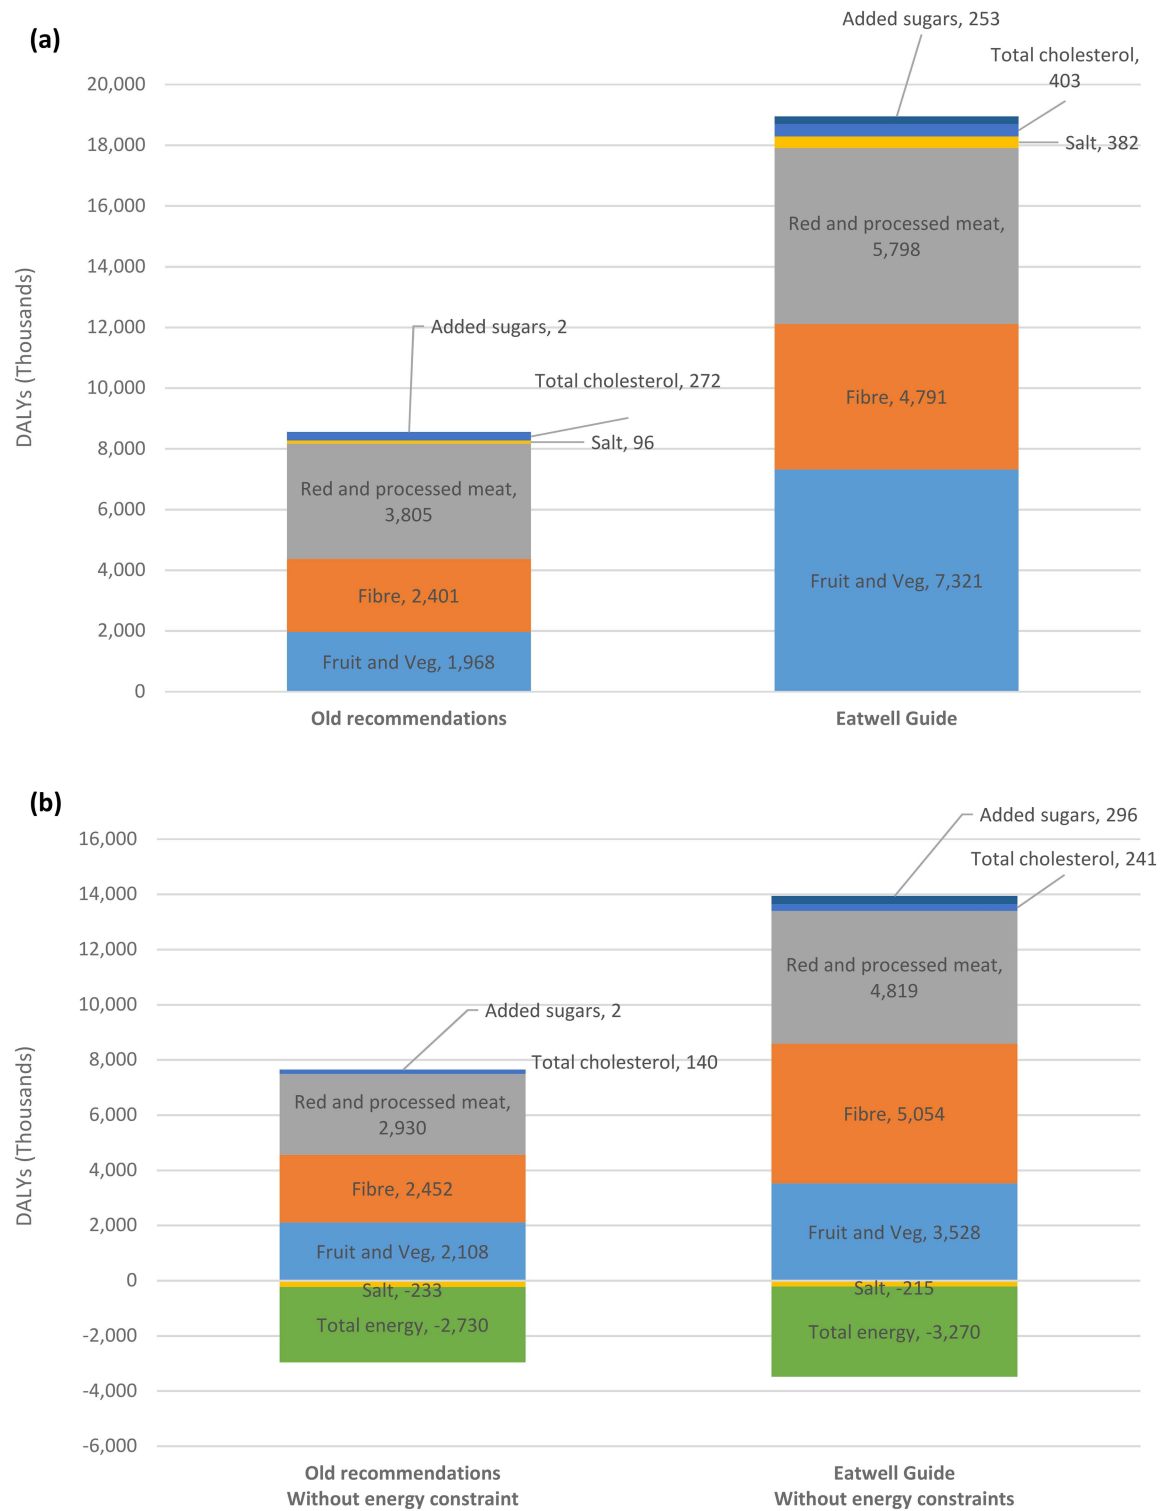 (a)
Added sugars, 253
Total cholesterol,
403
20,000
18,000
Salt, 382
16,000
Red and processed meat,
5,798
14,000
DALYs (Thousands)
12,000
Added sugars, 2
10,000
Total cholesterol, 272
Fibre, 4,791
8,000
Salt, 96
Red and processed meat,
3,805
6,000
4,000
Fibre, 2,401
Fruit and Veg, 7,321
2,000
Fruit and Veg, 1,968
0
Old recommendations
Eatwell Guide
(b)
Added sugars, 296
16,000
Total cholesterol, 241
14,000
12,000
Red and processed meat,
4,819
10,000
Added sugars, 2
DALYs (Thousands)
8,000
Total cholesterol, 140
Red and processed meat,
2,930
6,000
Fibre, 5,054
4,000
Fibre, 2,452
2,000
Fruit and Veg, 2,108
Fruit and Veg, 3,528
0
Salt, -233
Salt, -215
Total energy, -2,730
Total energy, -3,270
-2,000
-4,000
-6,000
Old recommendations
Without energy constraint
Eatwell Guide
Without energy constraints